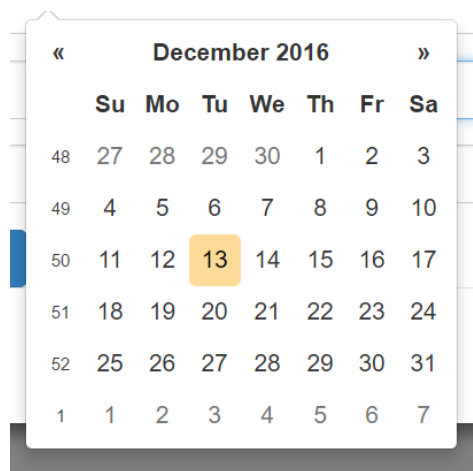 « December 2016 »
Su Mo Tu We Th Fr Sa
48 27 28 29 30 1 2 3
49 4 5 6 7 8 9 10
50 11 12 13 14 15 16 17
51 18 19 20 21 22 23 24
52 25 26 27 28 29 30 31
1 1 2 3 4 5 6 7